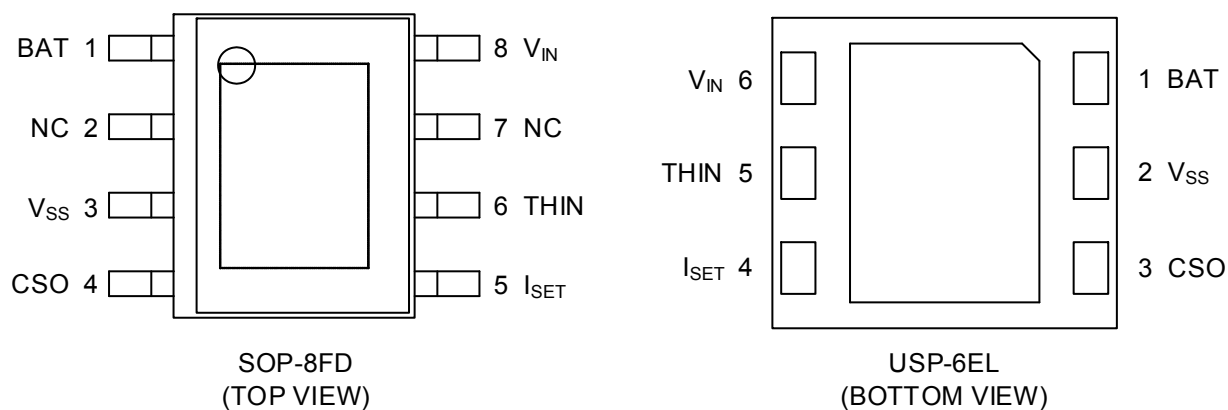 BAT 1
8 VIN
NC 2
7 NC
VSS 3
6 THIN
CSO 4
5 ISET
SOP-8FD
(TOP VIEW)
VIN 6
1 BAT
THIN 5
2 VSS
ISET 4
3 CSO
USP-6EL
(BOTTOM VIEW)